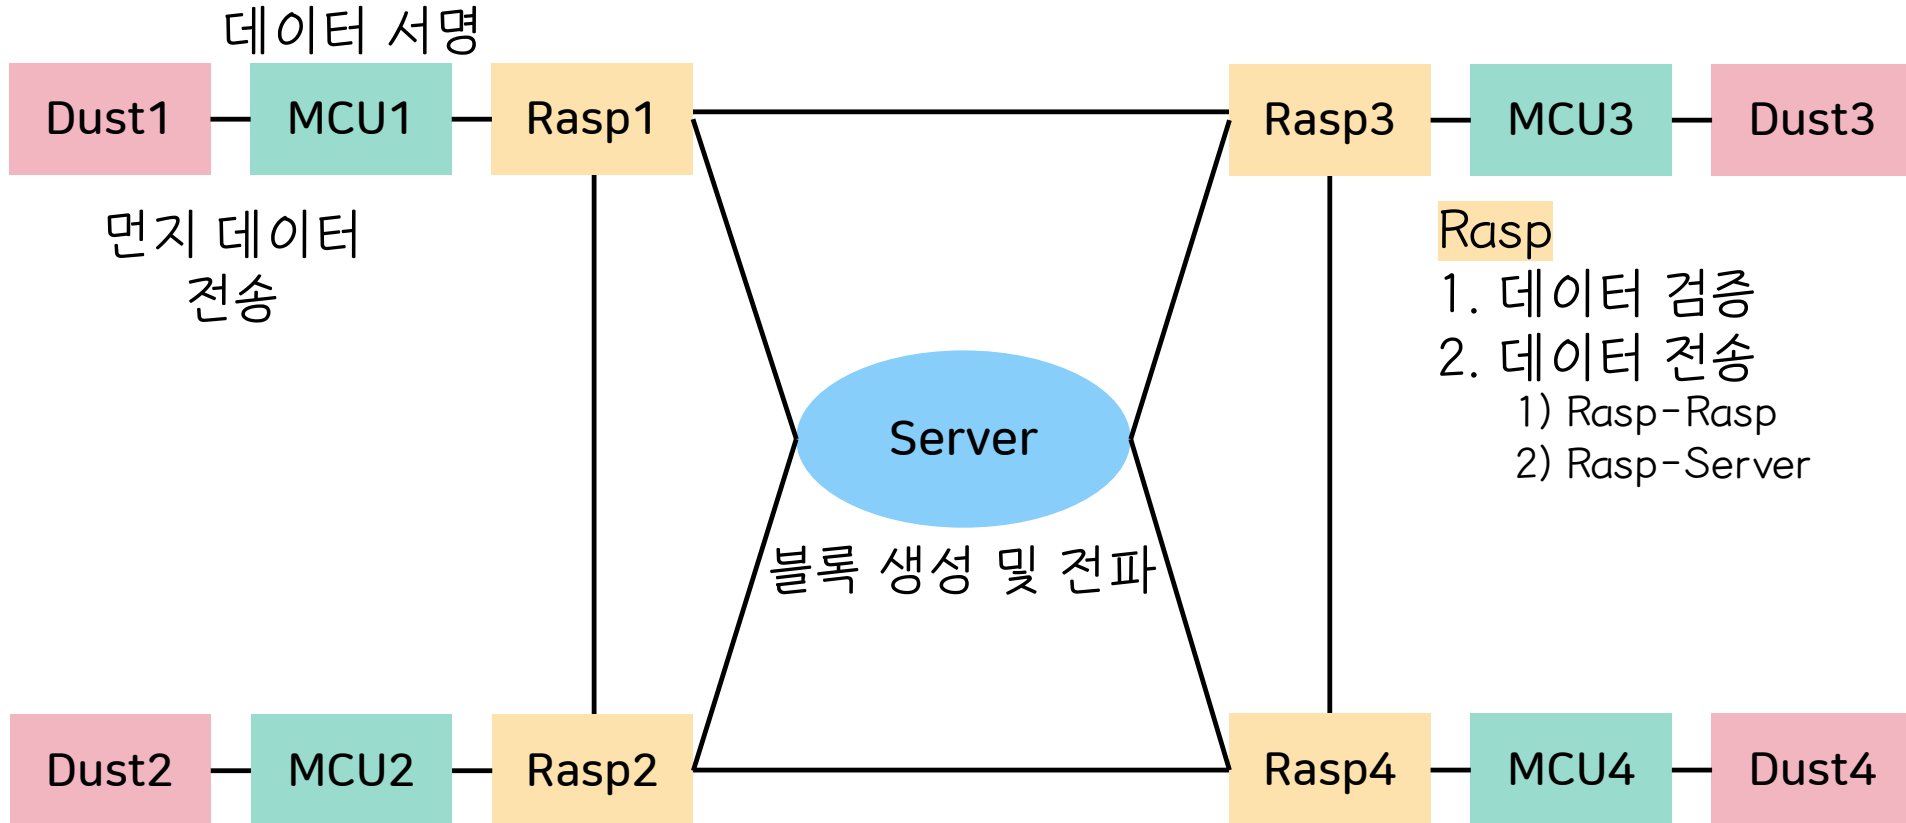 데이터 서명
Dust1 MCU1 Rasp1 Rasp3 MCU3 Dust3
먼지 데이터
전송
Rasp
1. 데이터 검증
2. 데이터 전송
1) Rasp-Rasp
2) Rasp-Server
Server
블록 생성 및 전파
Dust2 MCU2 Rasp2 Rasp4 MCU4 Dust4